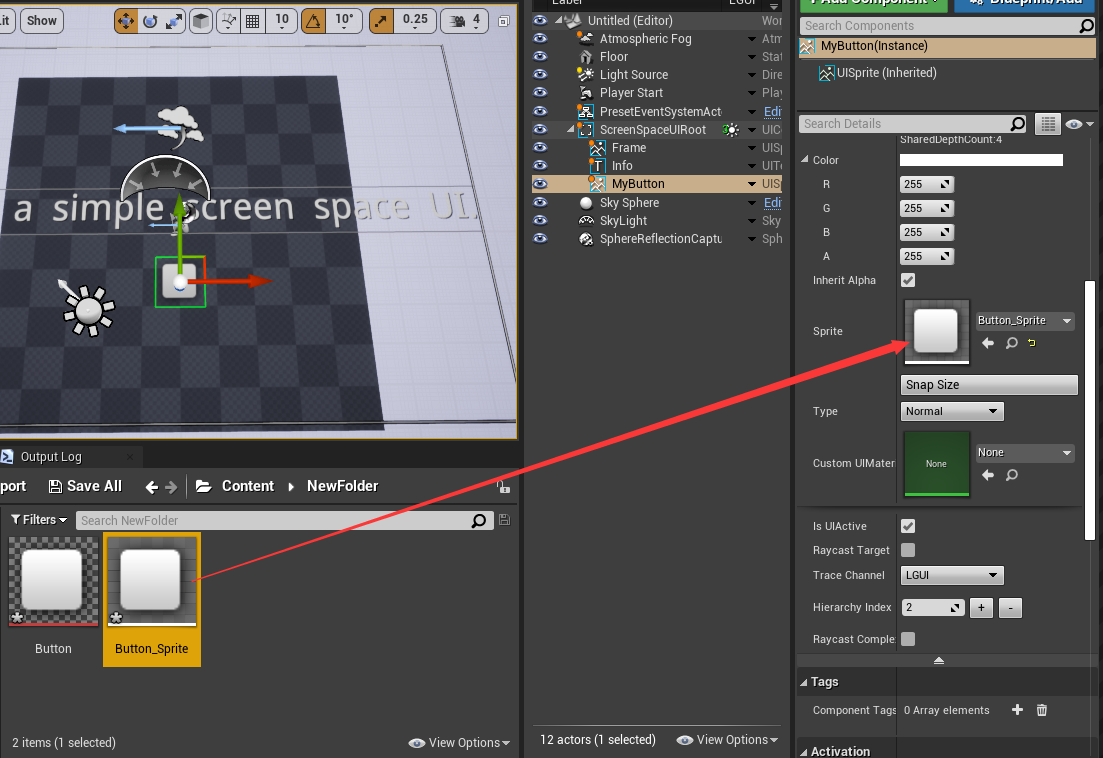 it
Show
10
10°
0.25
4
a simple screen space UI.
Output Log
port
Save All
Content
NewFolder
Filters
Search NewFolder
Button
Button_Sprite
2 items (1 selected)
View Options
Label
LGUI
Untitled (Editor)
Wor
Atmospheric Fog
Atm
Floor
Stat
Light Source
Dire
Player Start
Play
PresetEventSystemAct
Edi
ScreenSpaceUIRoot
UIC
Frame
UISp
Info
UITe
MyButton
UISp
Sky Sphere
Edi
SkyLight
Sky
SphereReflectionCaptu
Sph
12 actors (1 selected)
View Options
Add Component
Blueprint/Add
Search Components
MyButton(Instance)
UISprite (Inherited)
Search Details
SharedDepthCount:4
Color
R
255
G
255
B
255
A
255
Inherit Alpha
Sprite
Button_Sprite
Snap Size
Type
Normal
Custom UIMater
None
None
Is UIActive
Raycast Target
Trace Channel
LGUI
Hierarchy Index
2
+
-
Raycast Comple
Tags
Component Tags
0 Array elements
Activation